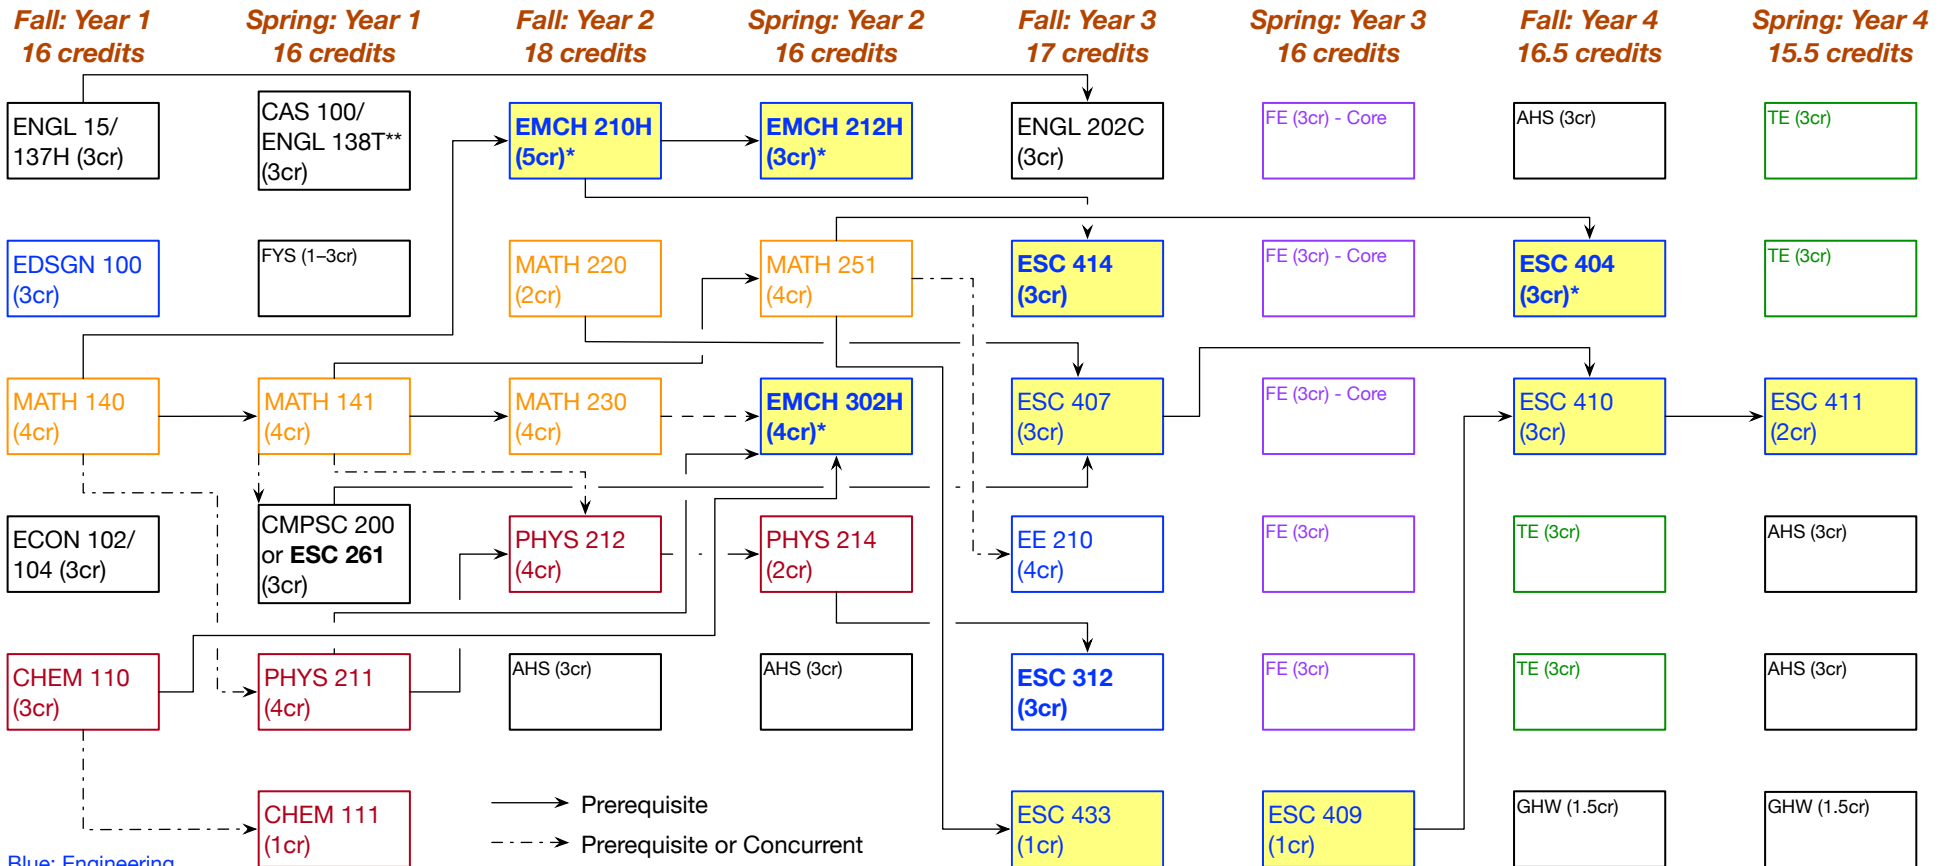 Fall: Year 1
16 credits
Spring: Year 1
16 credits
Fall: Year 2
18 credits
Spring: Year 2
16 credits
Fall: Year 3
17 credits
Spring: Year 3
16 credits
Fall: Year 4
16.5 credits
Spring: Year 4
15.5 credits
ENGL 15/
137H (3cr)
CAS 100/
ENGL 138T**
(3cr)
EMCH 210H
(5cr)*
EMCH 212H
(3cr)*
ENGL 202C
(3cr)
FE (3cr) - Core
AHS (3cr)
TE (3cr)
EDSGN 100
(3cr)
FYS (1–3cr)
MATH 220
(2cr)
MATH 251
(4cr)
ESC 414
(3cr)
FE (3cr) - Core
ESC 404
(3cr)*
TE (3cr)
MATH 140
(4cr)
MATH 141
(4cr)
MATH 230
(4cr)
EMCH 302H
(4cr)*
ESC 407
(3cr)
FE (3cr) - Core
ESC 410
(3cr)
ESC 411
(2cr)
ECON 102/
104 (3cr)
CMPSC 200
or ESC 261
(3cr)
PHYS 212
(4cr)
PHYS 214
(2cr)
EE 210
(4cr)
FE (3cr)
TE (3cr)
AHS (3cr)
CHEM 110
(3cr)
PHYS 211
(4cr)
AHS (3cr)
AHS (3cr)
ESC 312
(3cr)
FE (3cr)
TE (3cr)
AHS (3cr)
CHEM 111
(1cr)
Prerequisite
Prerequisite or Concurrent
ESC 433
(1cr)
ESC 409
(1cr)
GHW (1.5cr)
GHW (1.5cr)
Blue: Engineering